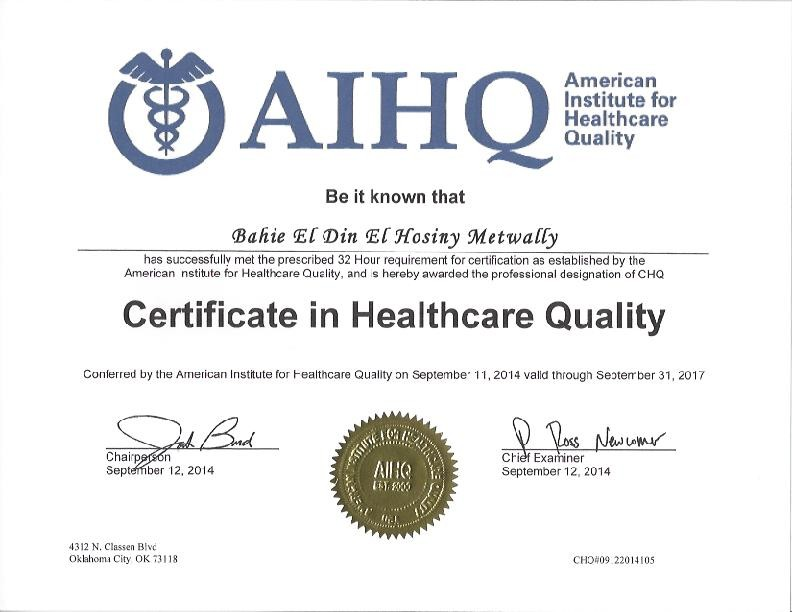 AIHQ
American
Institute for
Healthcare
Quality
Be it known that
Bahie El Din El Hosiny Metwally
has successfully met the prescribed 32 Hour requirement for certification as established by the
American Institute for Healthcare Quality, and is hereby awarded the professional designation of CHQ
Certificate in Healthcare Quality
Conferred by the American Institute for Healthcare Quality on September 11, 2014 valid through September 31, 2017
Chairperson
September 12, 2014
AIHQ
EST. 2000
Ross Newcomer
Chief Examiner
September 12, 2014
4312 N. Classen Blvd
Oklahoma City, OK 73118
CHQ#09 22014105